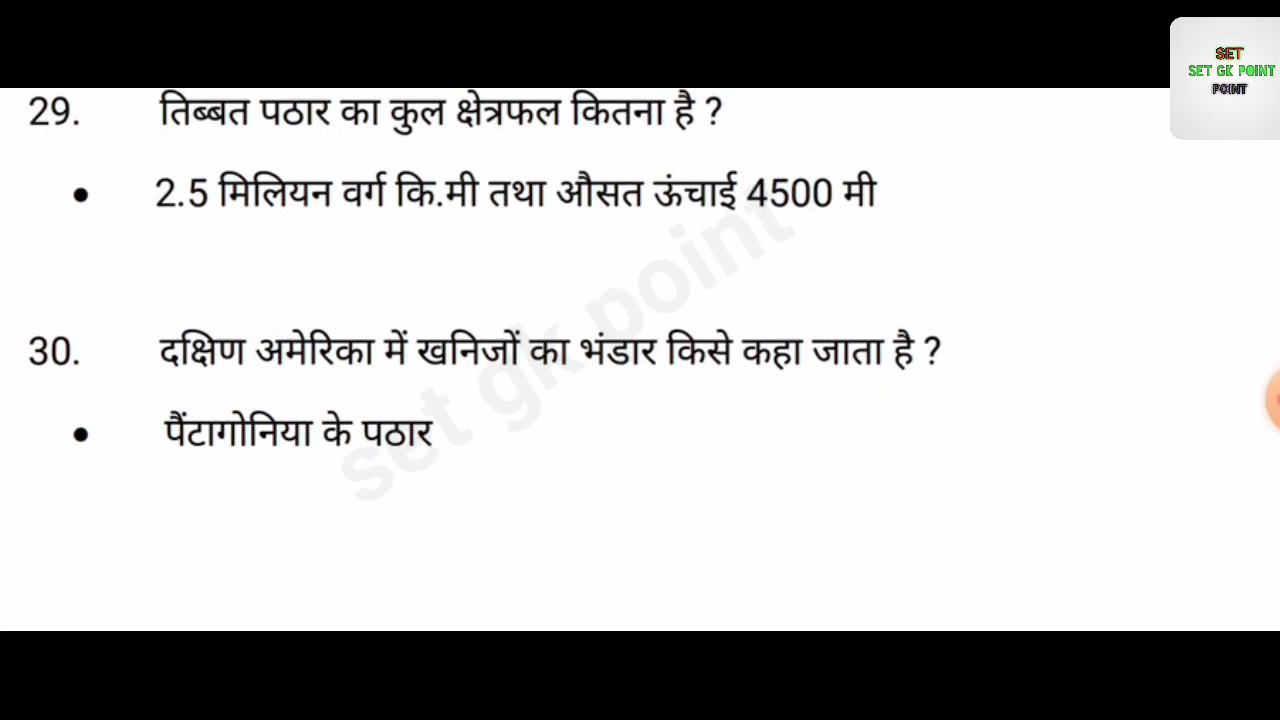 SET
SET GK POINT
POINT
29. तिब्बत पठार का कुल क्षेत्रफल कितना है ?
• 2.5 मिलियन वर्ग कि.मी तथा औसत ऊंचाई 4500 मी
30. दक्षिण अमेरिका में खनिजों का भंडार किसे कहा जाता है ?
• पैंटागोनिया के पठार
set gk point